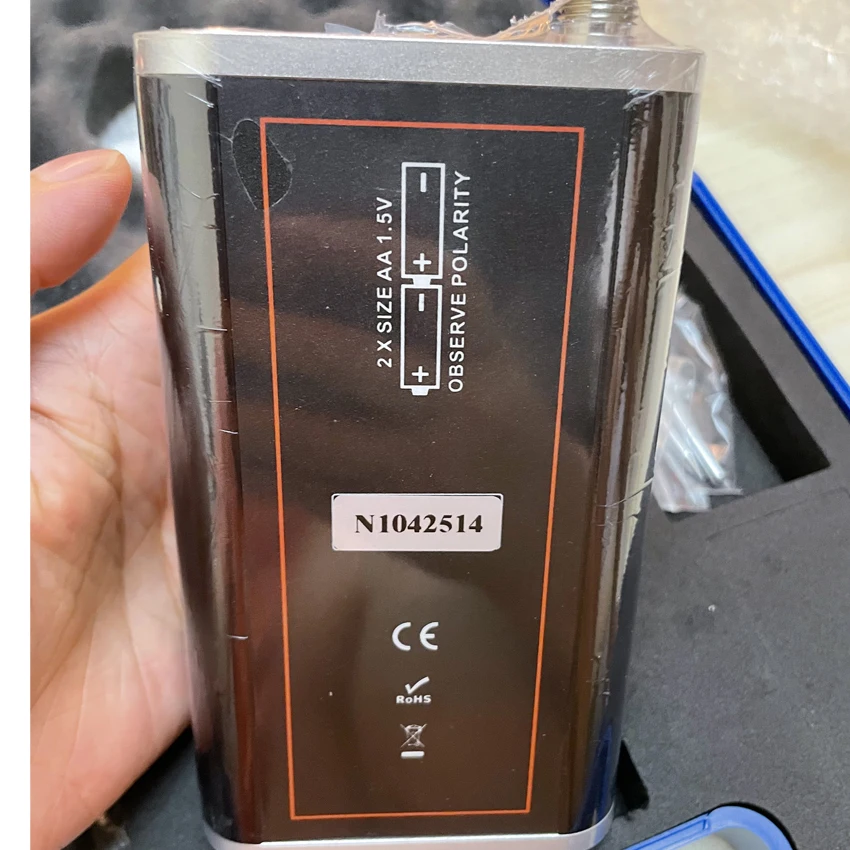 2 X SIZE AA 1.5V
OBSERVE POLARITY
N1042514
CE
RoHS